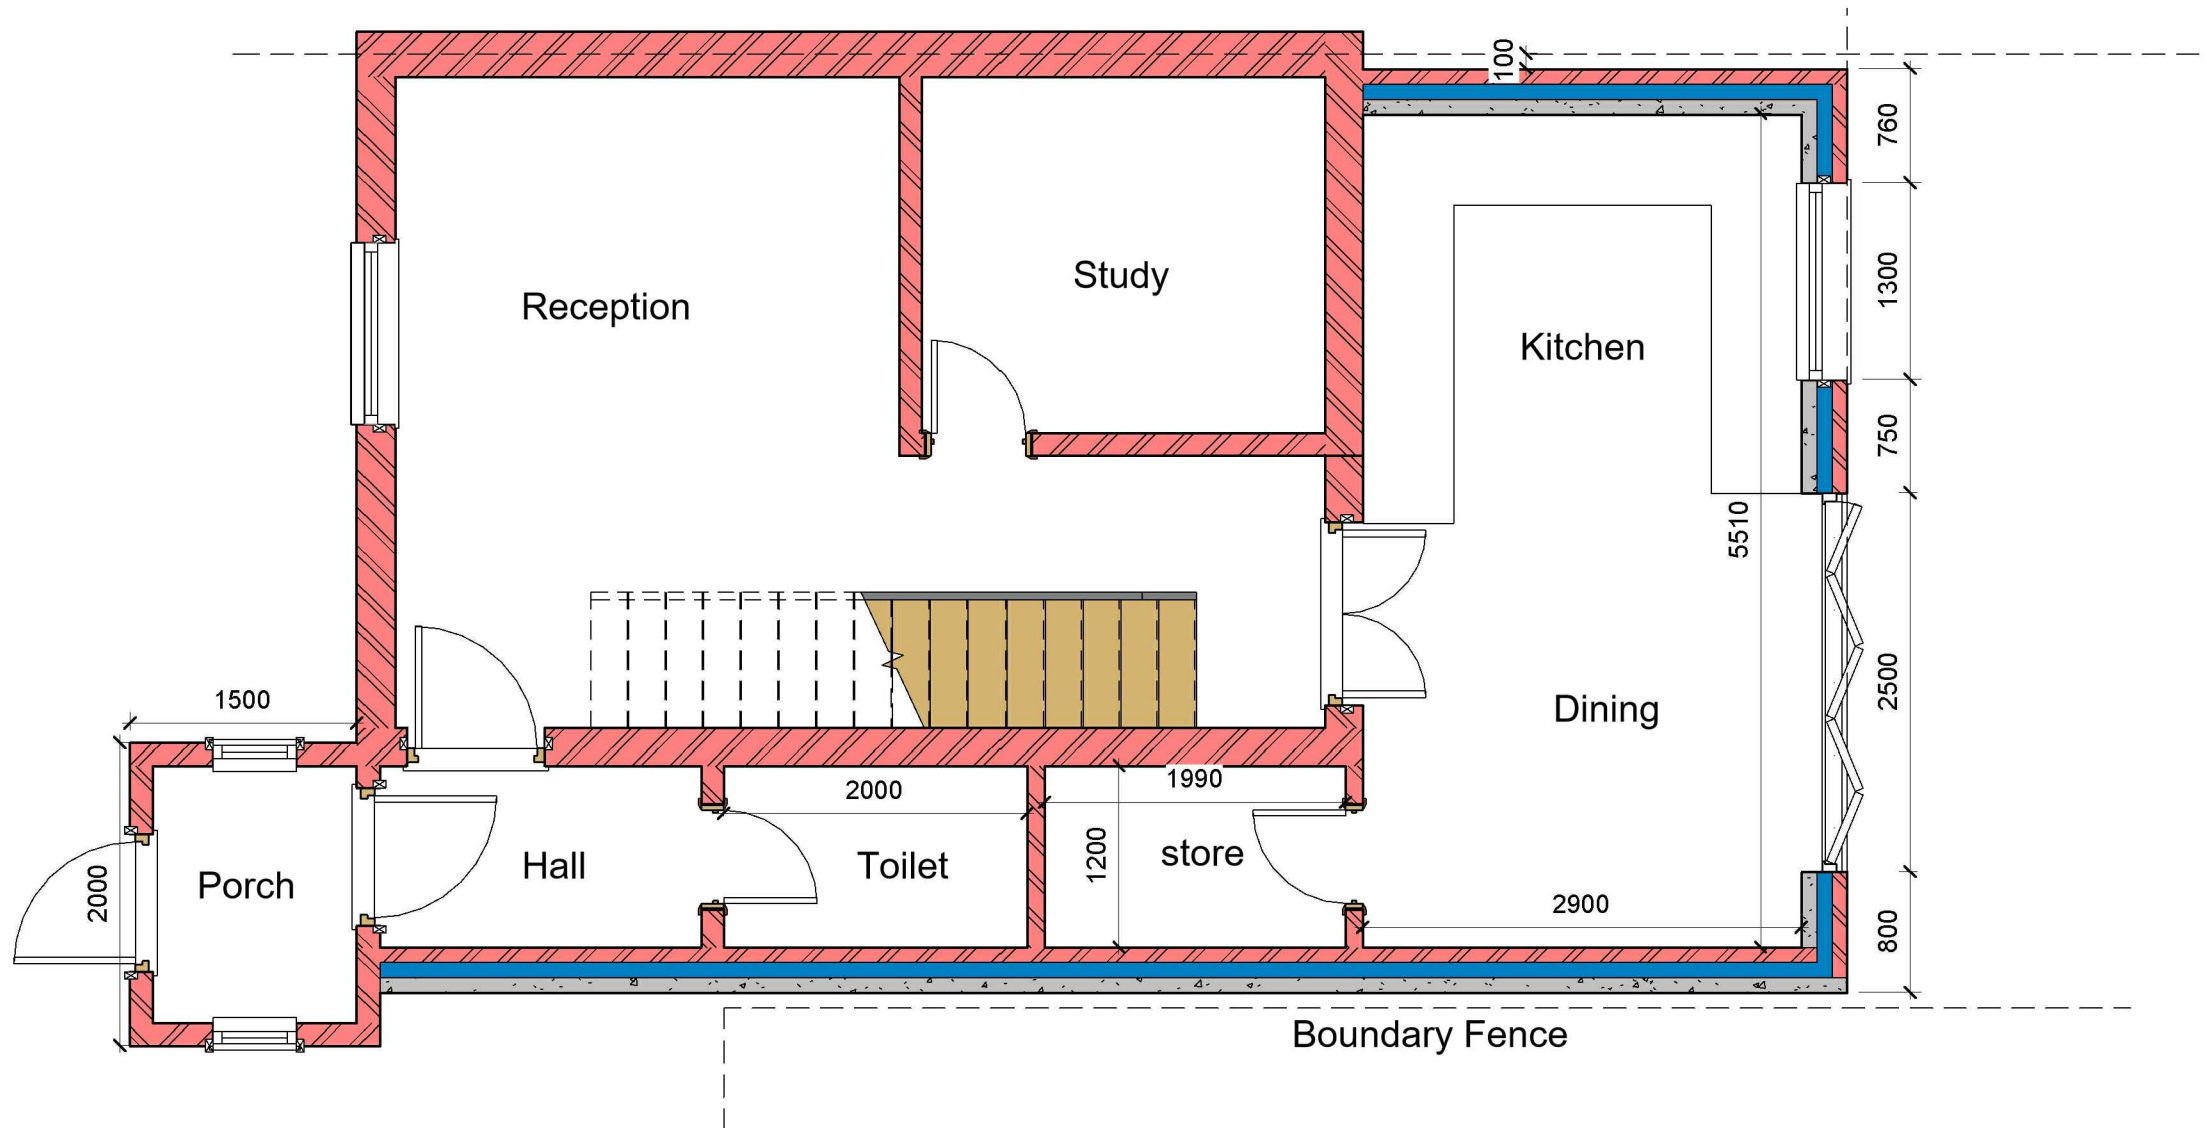 100
760
Study
Reception
1300
Kitchen
750
5510
2500
1500
Dining
1990
2000
1200
store
Hall
Toilet
Porch
2000
2900
800
Boundary Fence